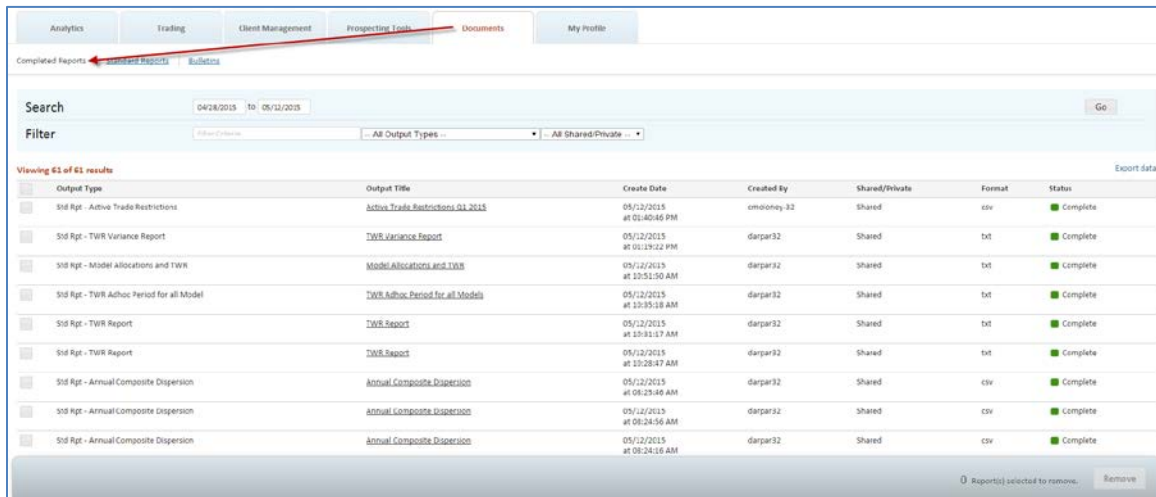 Analytics Trading Client Management Prospecting Tools Documents My Profile
Completed Reports Standard Reports Bulletins
Search 04/28/2015 to 05/12/2015 Go
Filter Filter Criteria -- All Output Types -- -- All Shared/Private --
Viewing 61 of 61 results Export data
Output Type Output Title Create Date Created By Shared/Private Format Status
Std Rpt - Active Trade Restrictions Active Trade Restrictions Q1 2015 05/12/2015 cmoloney-32 Shared csv Complete
at 01:40:46 PM
Std Rpt - TWR Variance Report TWR Variance Report 05/12/2015 darpar32 Shared txt Complete
at 01:19:22 PM
Std Rpt - Model Allocations and TWR Model Allocations and TWR 05/12/2015 darpar32 Shared txt Complete
at 10:51:50 AM
Std Rpt - TWR Adhoc Period for all Model TWR Adhoc Period for all Models 05/12/2015 darpar32 Shared txt Complete
at 10:35:18 AM
Std Rpt - TWR Report TWR Report 05/12/2015 darpar32 Shared txt Complete
at 10:31:17 AM
Std Rpt - TWR Report TWR Report 05/12/2015 darpar32 Shared txt Complete
at 10:28:47 AM
Std Rpt - Annual Composite Dispersion Annual Composite Dispersion 05/12/2015 darpar32 Shared csv Complete
at 08:25:46 AM
Std Rpt - Annual Composite Dispersion Annual Composite Dispersion 05/12/2015 darpar32 Shared csv Complete
at 08:24:56 AM
Std Rpt - Annual Composite Dispersion Annual Composite Dispersion 05/12/2015 darpar32 Shared csv Complete
at 08:24:16 AM
0 Report(s) selected to remove. Remove